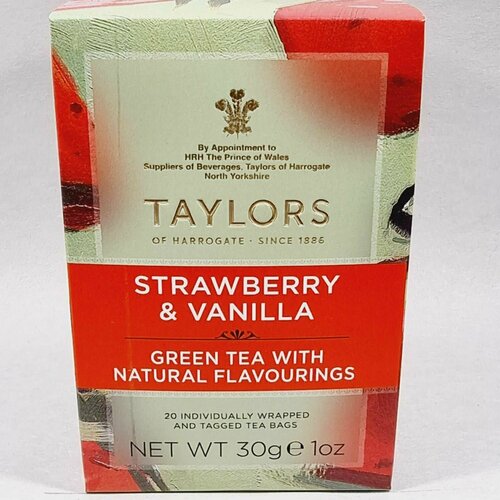 By Appointment to
HRH The Prince of Wales
Suppliers of Beverages, Taylors of Harrogate
North Yorkshire
TAYLORS
OF HARROGATE · SINCE 1886
STRAWBERRY
& VANILLA
GREEN TEA WITH
NATURAL FLAVOURINGS
20 INDIVIDUALLY WRAPPED
AND TAGGED TEA BAGS
NET WT 30g ℮ 1oz